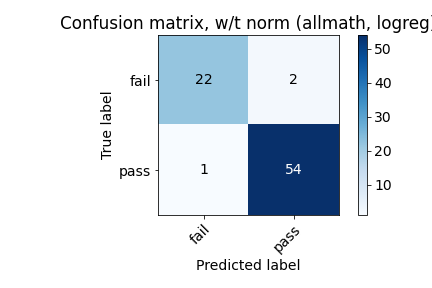 Confusion matrix, w/t norm (allmath, logreg)
True label
fail
22
2
pass
1
54
fail
pass
Predicted label
50
40
30
20
10